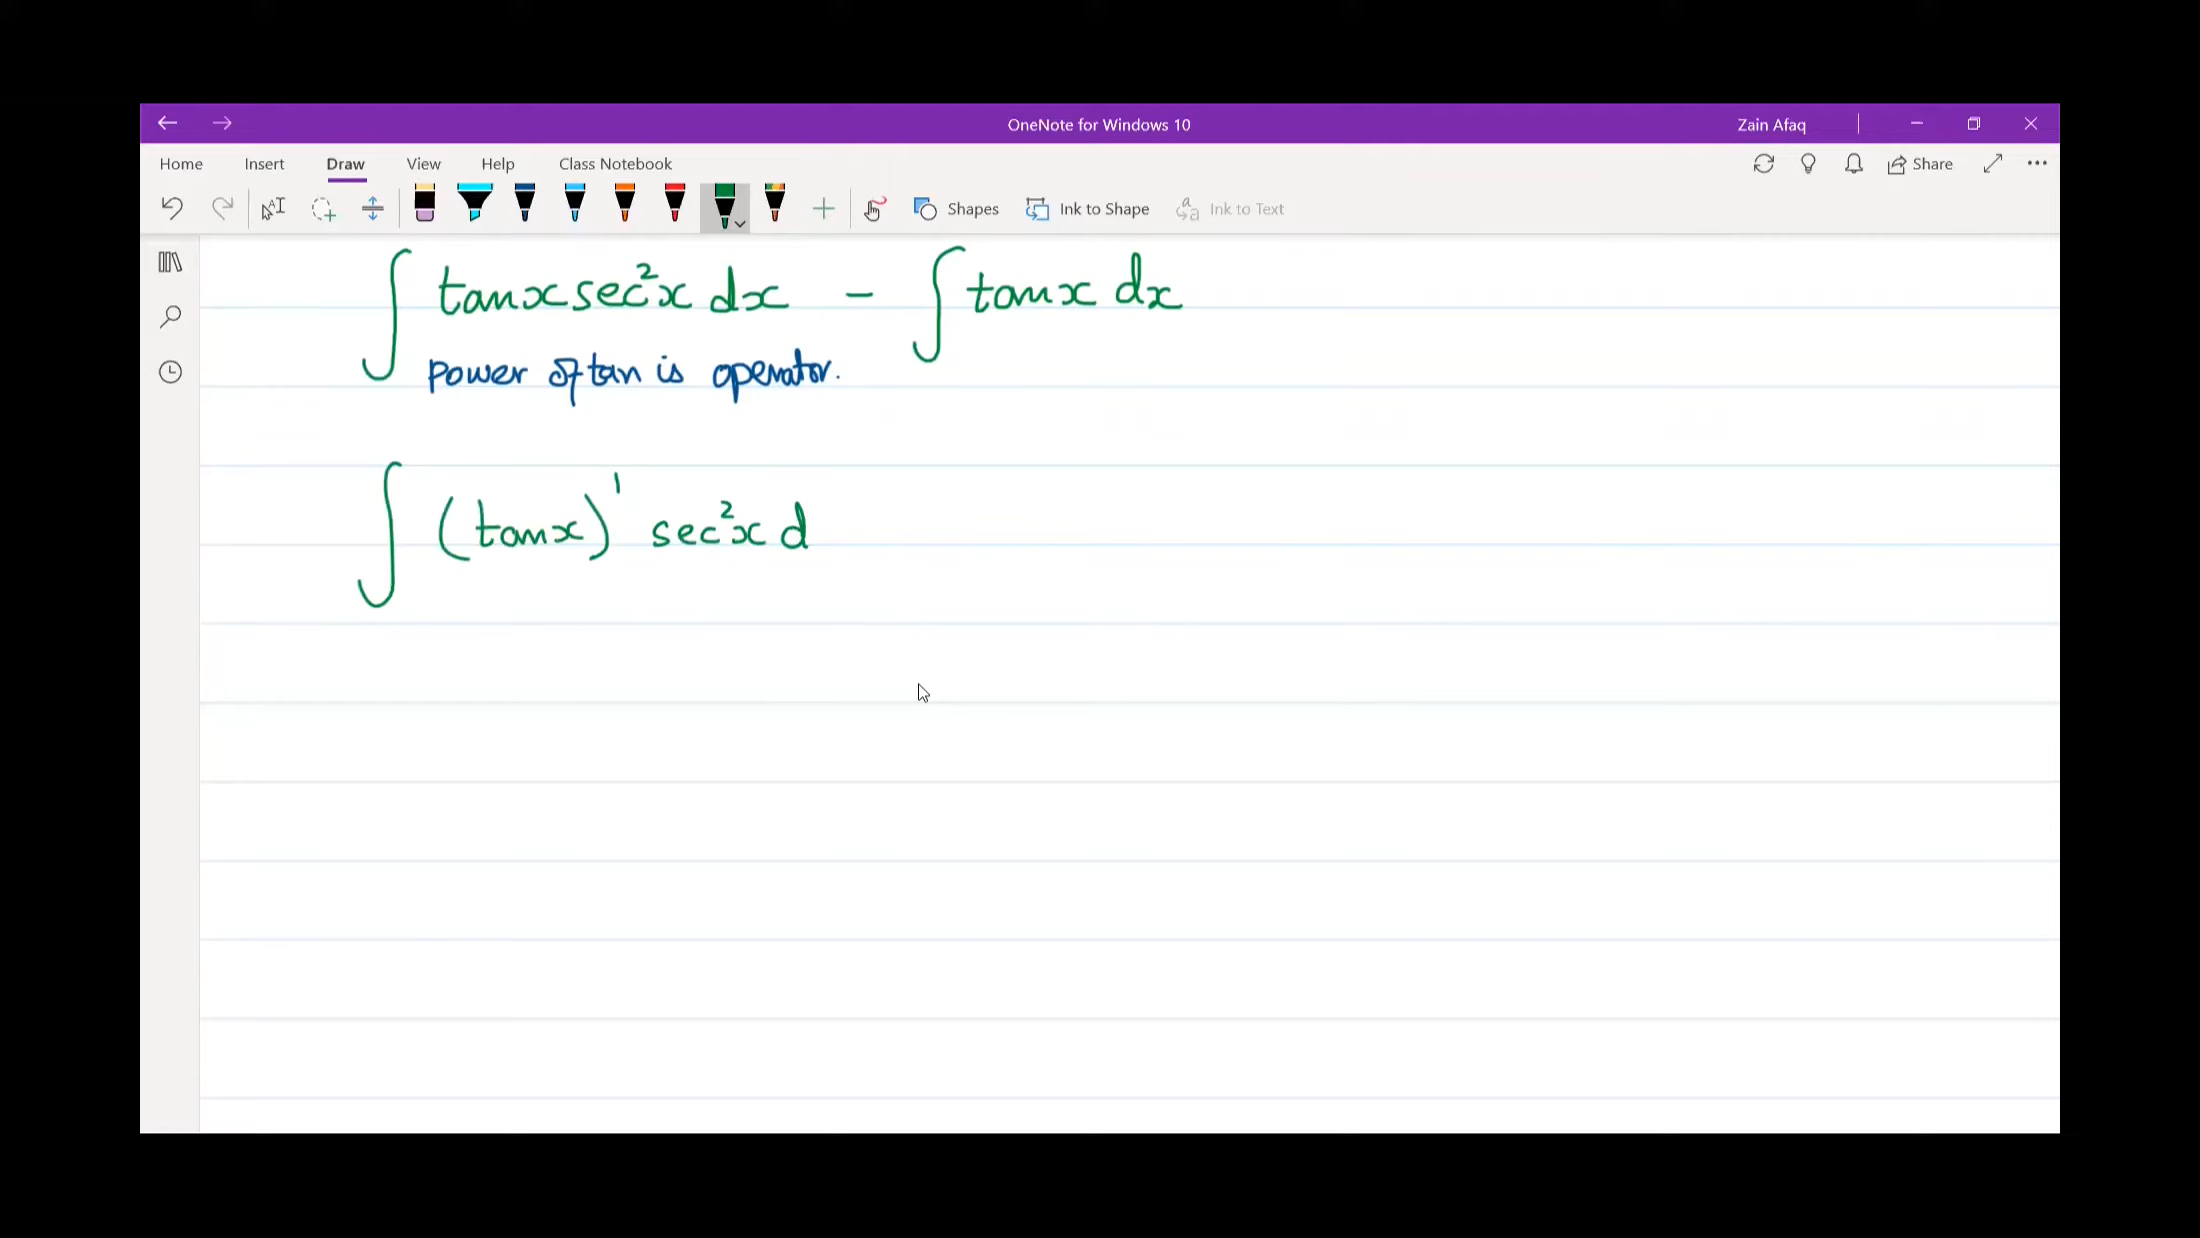 OneNote for Windows 10
Zain Afaq
Home Insert Draw View Help Class Notebook Share
Shapes Ink to Shape Ink to Text
∫ tanx sec²x dx - ∫ tanx dx
power of tan is operator.
∫ (tanx)¹ sec²x d